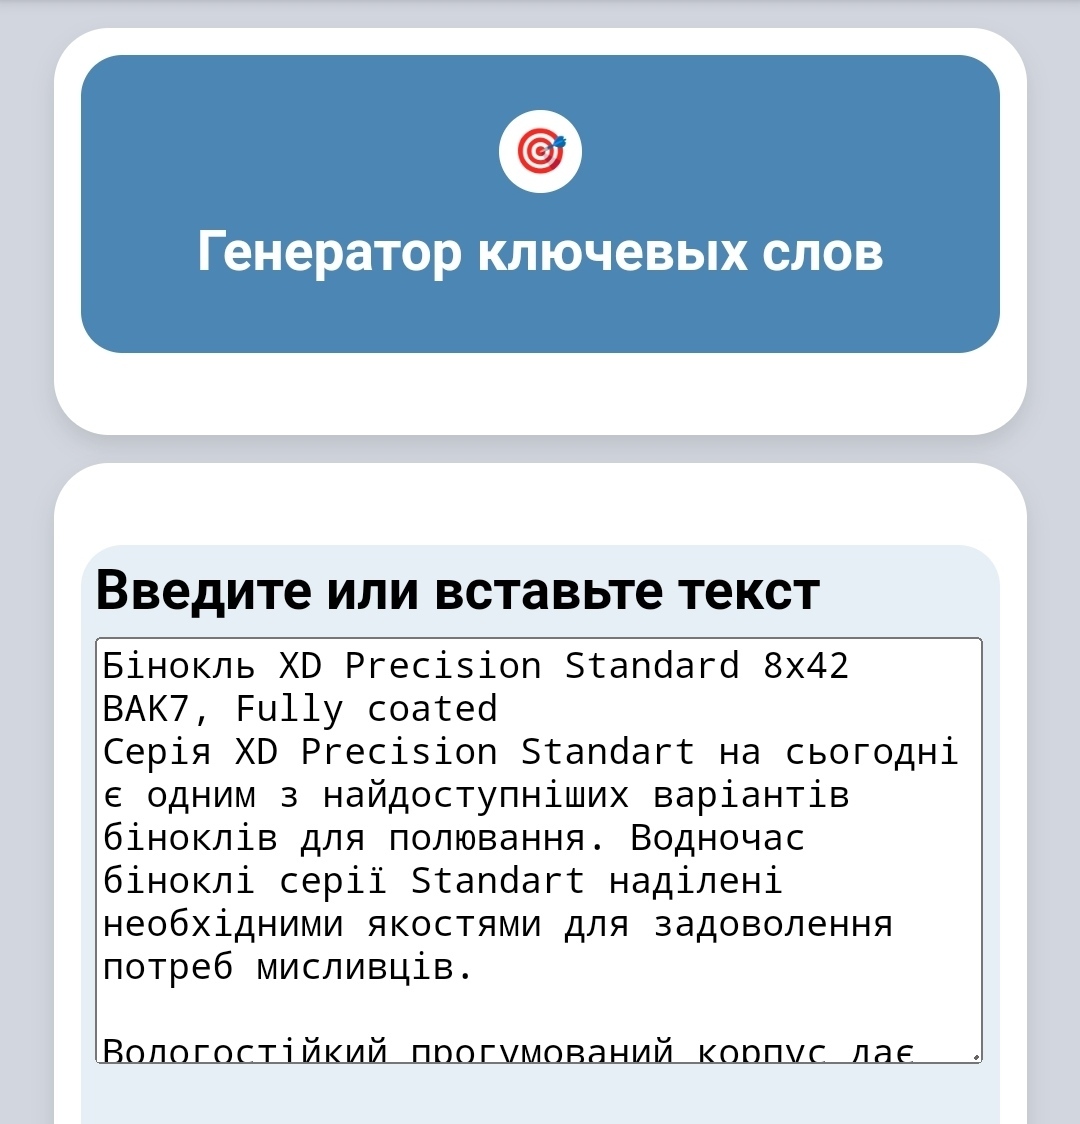 Генератор ключевых слов
Введите или вставьте текст
Бінокль XD Precision Standard 8x42
BAK7, Fully coated
Серія XD Precision Standart на сьогодні
є одним з найдоступніших варіантів
біноклів для полювання. Водночас
біноклі серії Standart наділені
необхідними якостями для задоволення
потреб мисливців.
Вологостійкий прогумований корпус дає